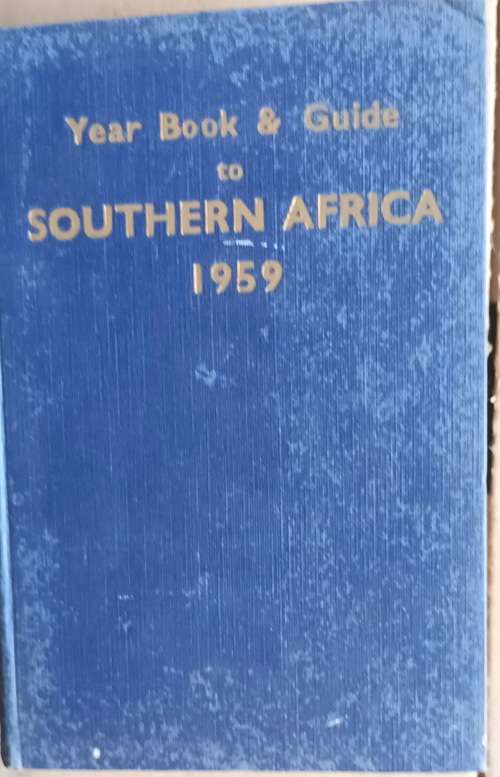 Year Book & Guide
to
SOUTHERN AFRICA
1959